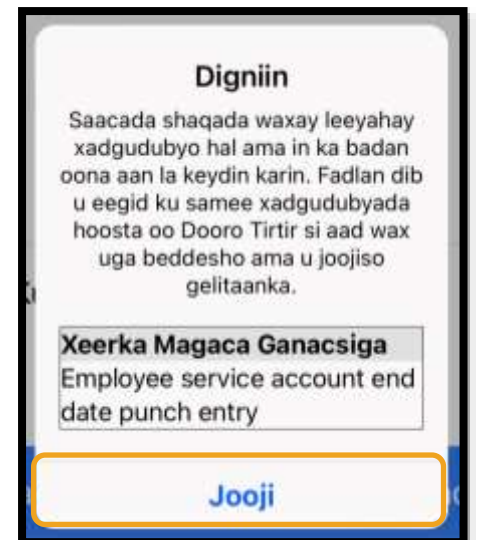 Digniin
Saacada shaqada waxay leeyahay
xadgudubyo hal ama in ka badan
oona aan la keydin karin. Fadlan dib
u eegid ku samee xadgudubyada
hoosta oo Dooro Tirtir si aad wax
uga beddesho ama u joojiso
gelitaanka.
Xeerka Magaca Ganacsiga
Employee service account end
date punch entry
Jooji